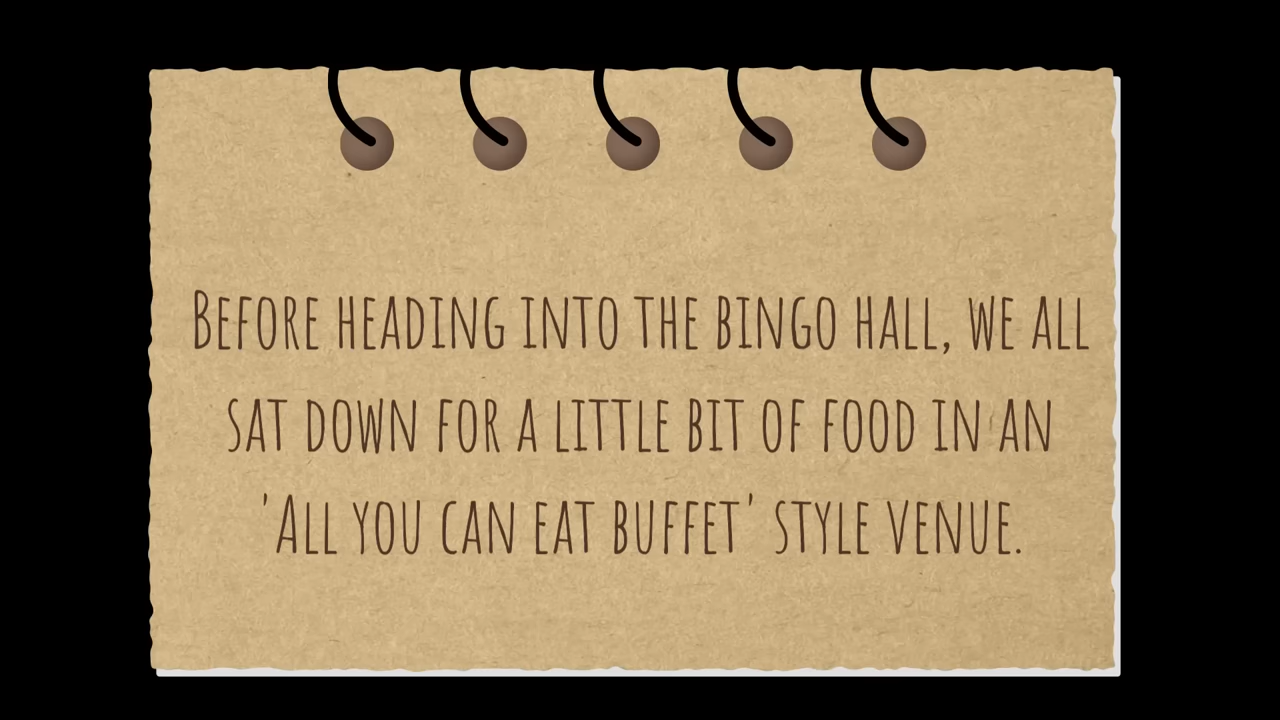 Before heading into the bingo hall, we all
sat down for a little bit of food in an
'All you can eat buffet' style venue.